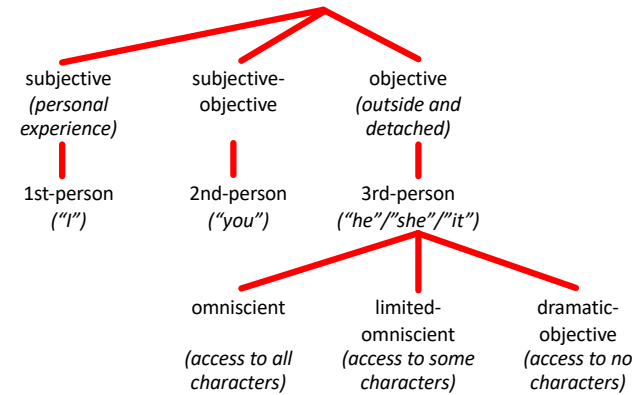 subjective
(personal
experience)
subjective-
objective
objective
(outside and
detached)
1st-person
(“I”)
2nd-person
(“you”)
3rd-person
(“he”/”she”/”it”)
omniscient
(access to all
characters)
limited-
omniscient
(access to some
characters)
dramatic-
objective
(access to no
characters)